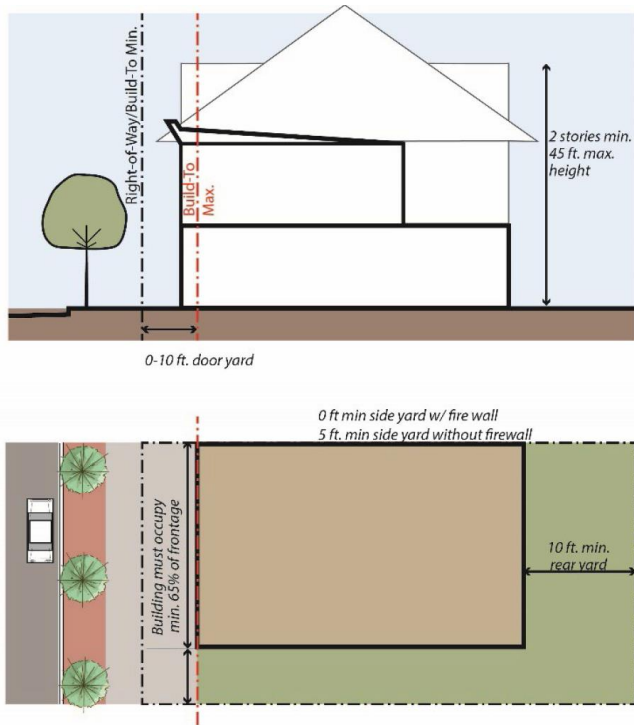 Right-of-Way/Build-To Min.
Build-To
Max.
2 stories min.
45 ft. max.
height
0-10 ft. door yard
0 ft min side yard w/ fire wall
5 ft. min side yard without firewall
Building must occupy
min. 65% of frontage
10 ft. min.
rear yard